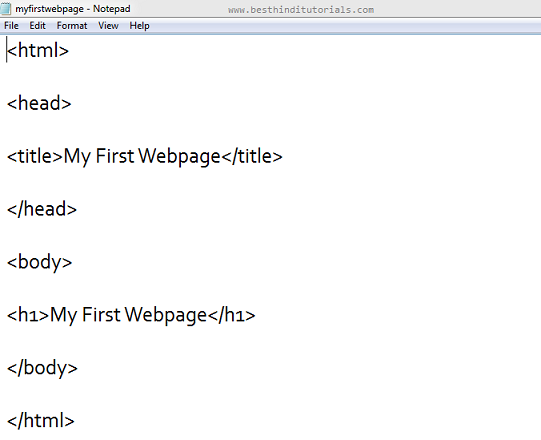 myfirstwebpage - Notepad
www.besthinditutorials.com
File Edit Format View Help
<html>
<head>
<title>My First Webpage</title>
</head>
<body>
<h1>My First Webpage</h1>
</body>
</html>